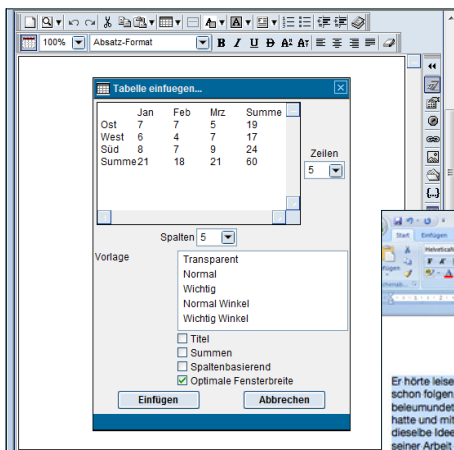 100% Absatz-Format B I U D A² A
Tabelle einfuegen...
Jan Feb Mrz Summe
Ost 7 7 5 19
West 6 4 7 17
Süd 8 7 9 24
Summe21 18 21 60
Zeilen
5
Spalten 5
Vorlage
Transparent
Normal
Wichtig
Normal Winkel
Wichtig Winkel
Titel
Summen
Spaltenbasierend
Optimale Fensterbreite
Einfügen Abbrechen
Start Einfügen
F K
Er hörte leise
schon folgen.
beleumundet
hatte und mit
dieselbe Idee
seiner Arbeit